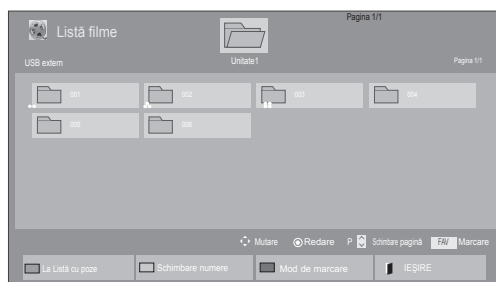 Pagina 1/1
Listă filme
USB extern
Unitate1
Pagina 1/1
001 002 003 004
005 006
Mutare Redare P Schimbare pagină FAV Marcare
La Listă cu poze Schimbare numere Mod de marcare IEŞIRE